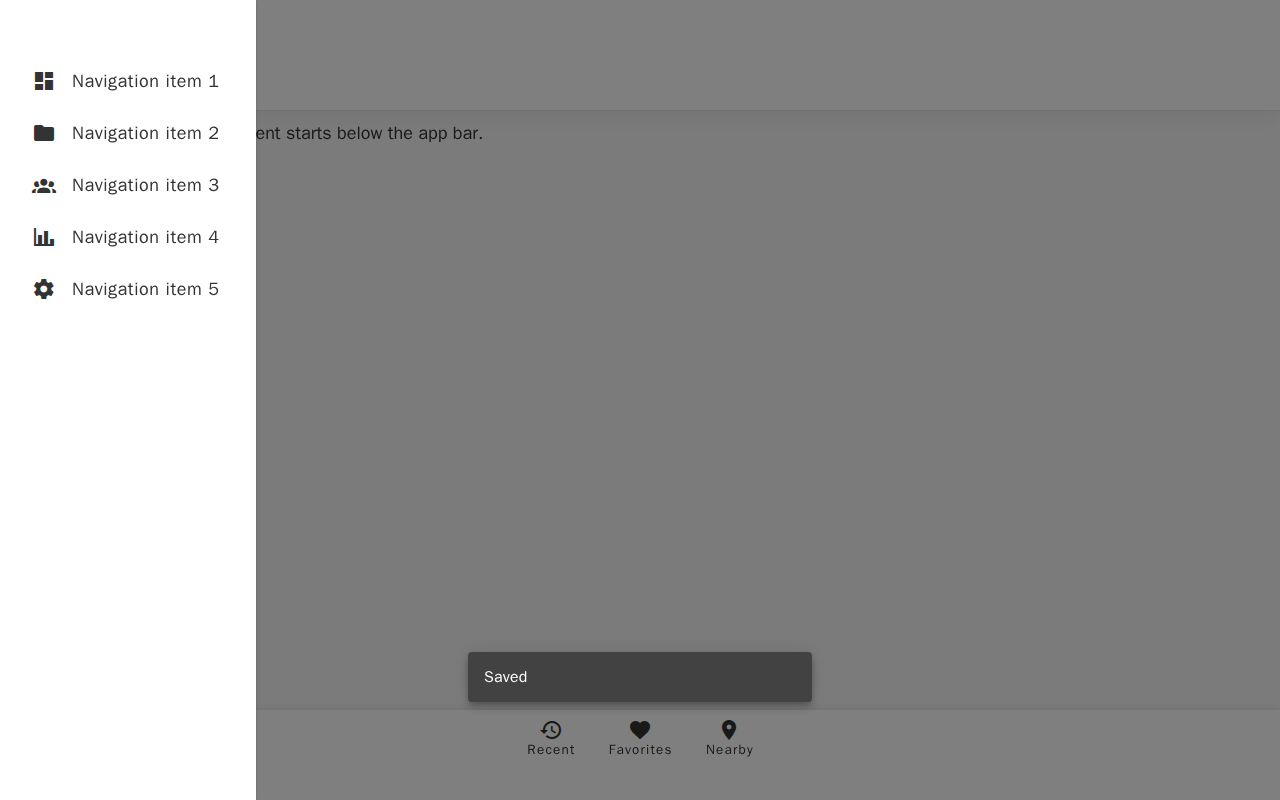 Navigation item 1
Navigation item 2
Navigation item 3
Navigation item 4
Navigation item 5
starts below the app bar.
Saved
Recent
Favorites
Nearby